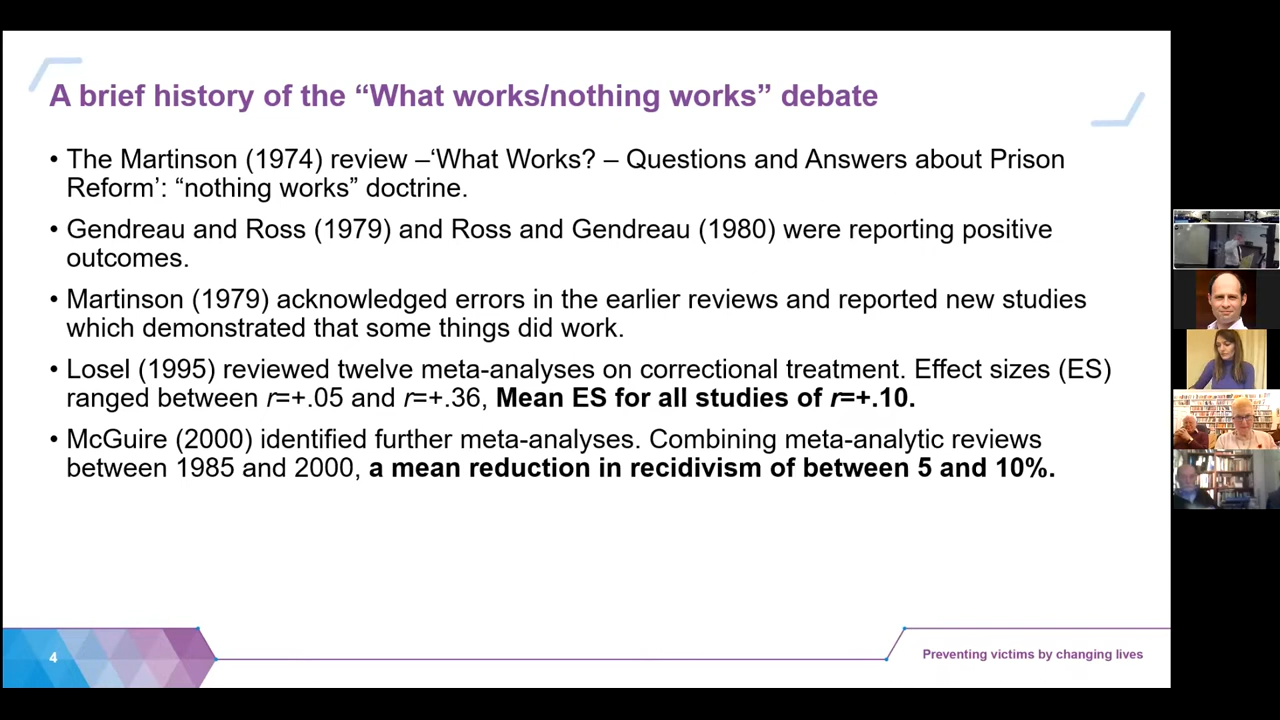 A brief history of the “What works/nothing works” debate
• The Martinson (1974) review –‘What Works? – Questions and Answers about Prison
Reform’: “nothing works” doctrine.
• Gendreau and Ross (1979) and Ross and Gendreau (1980) were reporting positive
outcomes.
• Martinson (1979) acknowledged errors in the earlier reviews and reported new studies
which demonstrated that some things did work.
• Losel (1995) reviewed twelve meta-analyses on correctional treatment. Effect sizes (ES)
ranged between r=+.05 and r=+.36, Mean ES for all studies of r=+.10.
• McGuire (2000) identified further meta-analyses. Combining meta-analytic reviews
between 1985 and 2000, a mean reduction in recidivism of between 5 and 10%.
4
Preventing victims by changing lives